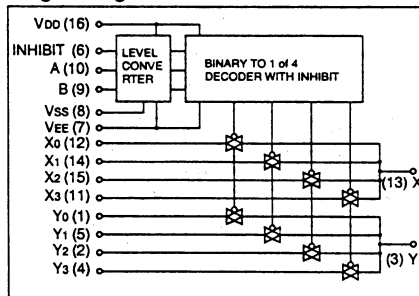 VDD (16)
INHIBIT (6)
A (10)
B (9)
VSS (8)
VEE (7)
LEVEL
CONVE
RTER
BINARY TO 1 of 4
DECODER WITH INHIBIT
X0 (12)
X1 (14)
X2 (15)
X3 (11)
(13) X
Y0 (1)
Y1 (5)
Y2 (2)
Y3 (4)
(3) Y